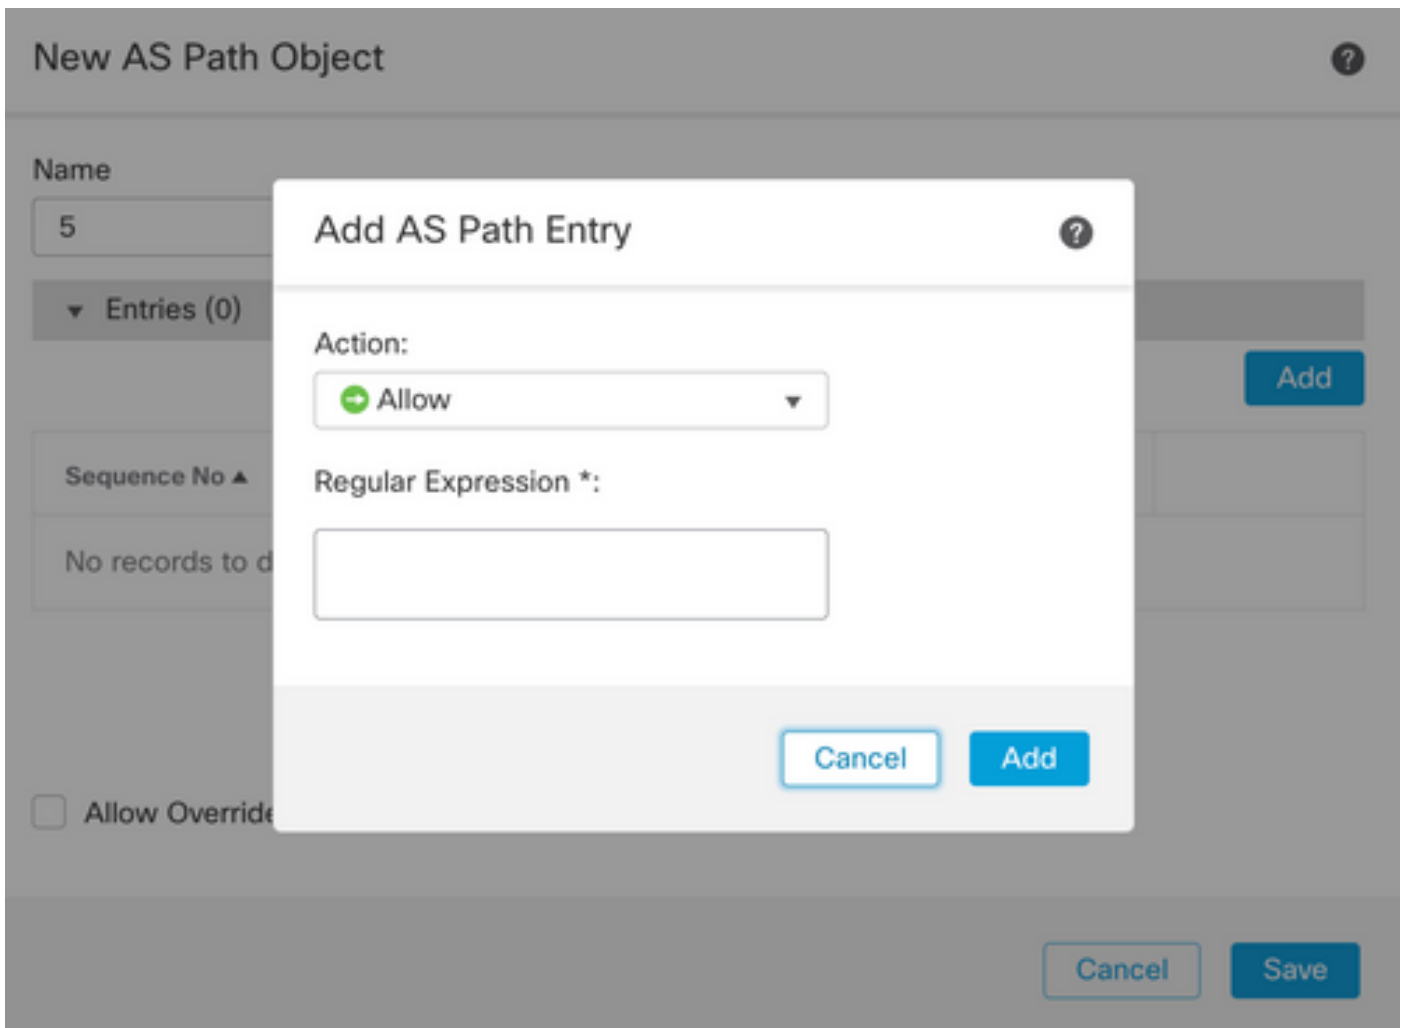 New AS Path Object
Name
5
Entries (0)
Add
Sequence No
No records to d
Allow Override
Cancel
Save
Add AS Path Entry
Action:
Allow
Regular Expression *:
Cancel
Add